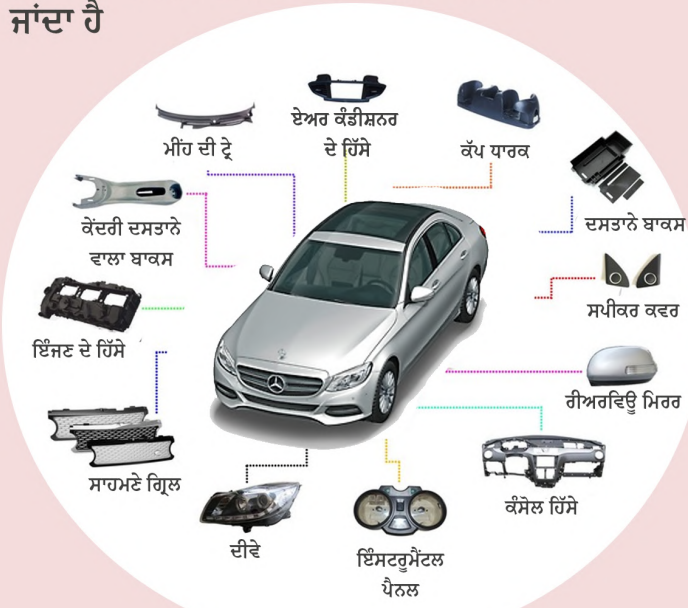 ਜਾਂਦਾ ਹੈ
ਏਅਰ ਕੰਡੀਸ਼ਨਰ
ਦੇ ਹਿੱਸੇ
ਮੀਂਹ ਦੀ ਟ੍ਰੇ
ਕੱਪ ਧਾਰਕ
ਕੇਂਦਰੀ ਦਸਤਾਨੇ
ਵਾਲਾ ਬਾਕਸ
ਦਸਤਾਨੇ ਬਾਕਸ
ਇੰਜਣ ਦੇ ਹਿੱਸੇ
ਸਪੀਕਰ ਕਵਰ
ਰੀਅਰਵਿਊ ਮਿਰਰ
ਸਾਹਮਣੇ ਗ੍ਰਿਲ
ਕੰਸੋਲ ਹਿੱਸੇ
ਦੀਵੇ
ਇੰਸਟਰੂਮੈਂਟਲ
ਪੈਨਲ